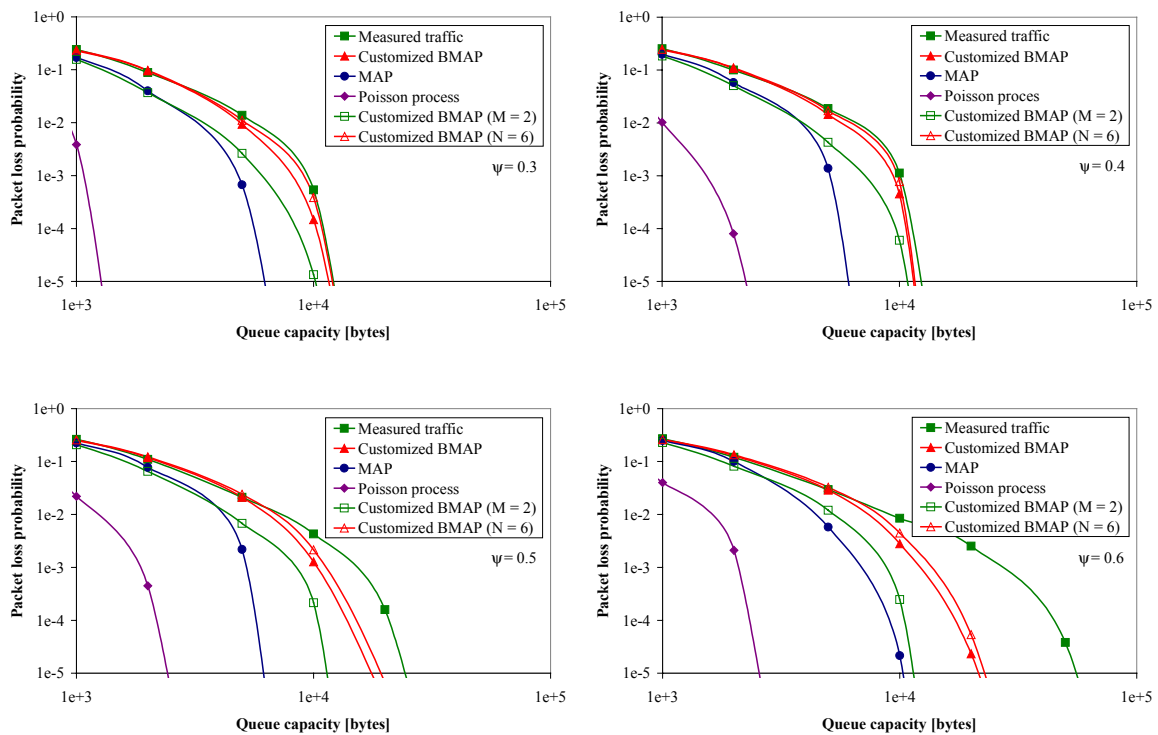 1e+0
1e-1
1e-2
1e-3
1e-4
1e-5
Packet loss probability
1e+3
1e+4
1e+5
Queue capacity [bytes]
Measured traffic
Customized BMAP
MAP
Poisson process
Customized BMAP (M = 2)
Customized BMAP (N = 6)
ψ= 0.3
1e+0
1e-1
1e-2
1e-3
1e-4
1e-5
Packet loss probability
1e+3
1e+4
1e+5
Queue capacity [bytes]
Measured traffic
Customized BMAP
MAP
Poisson proces
Customized BMAP (M = 2)
Customized BMAP (N = 6)
ψ= 0.4
1e+0
1e-1
1e-2
1e-3
1e-4
1e-5
Packet loss probability
1e+3
1e+4
1e+5
Queue capacity [bytes]
Measured traffic
Customized BMAP
MAP
Poisson process
Customized BMAP (M = 2)
Customized BMAP (N = 6)
ψ= 0.5
1e+0
1e-1
1e-2
1e-3
1e-4
1e-5
Packet loss probability
1e+3
1e+4
1e+5
Queue capacity [bytes]
Measured traffic
Customized BMAP
MAP
Poisson process
Customized BMAP (M = 2)
Customized BMAP (N = 6)
ψ= 0.6